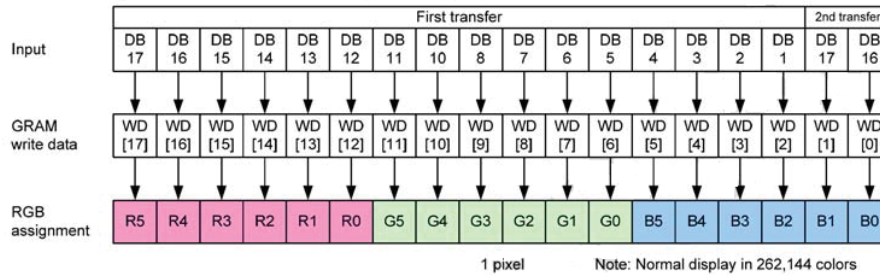 First transfer 2nd transfer
Input DB DB DB DB DB DB DB DB DB DB DB DB DB DB DB DB DB DB
17 16 15 14 13 12 11 10 8 7 6 5 4 3 2 1 17 16
GRAM WD WD WD WD WD WD WD WD WD WD WD WD WD WD WD WD WD WD
write data [17] [16] [15] [14] [13] [12] [11] [10] [9] [8] [7] [6] [5] [4] [3] [2] [1] [0]
RGB
assignment R5 R4 R3 R2 R1 R0 G5 G4 G3 G2 G1 G0 B5 B4 B3 B2 B1 B0
1 pixel Note: Normal display in 262,144 colors